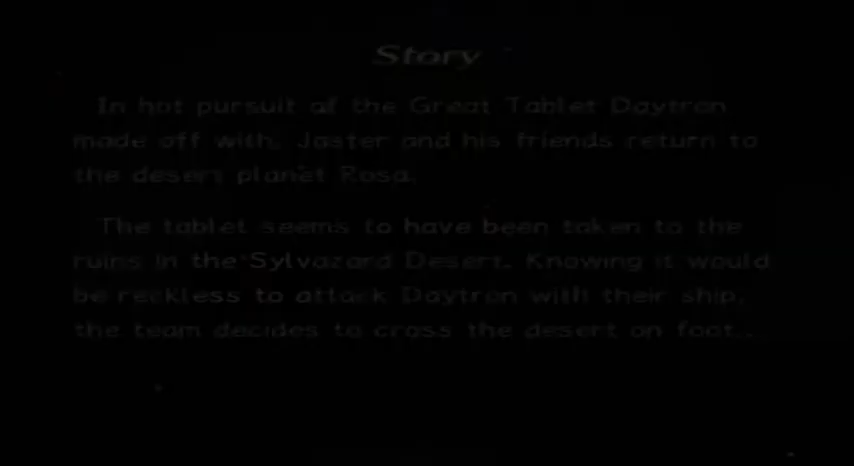 Story
In hot pursuit of the Great Tablet Daytron
made off with, Jaster and his friends return to
the desert planet Rosa.
The tablet seems to have been taken to the
ruins in the Sylvazard Desert. Knowing it would
be reckless to attack Daytron with their ship,
the team decides to cross the desert on foot...